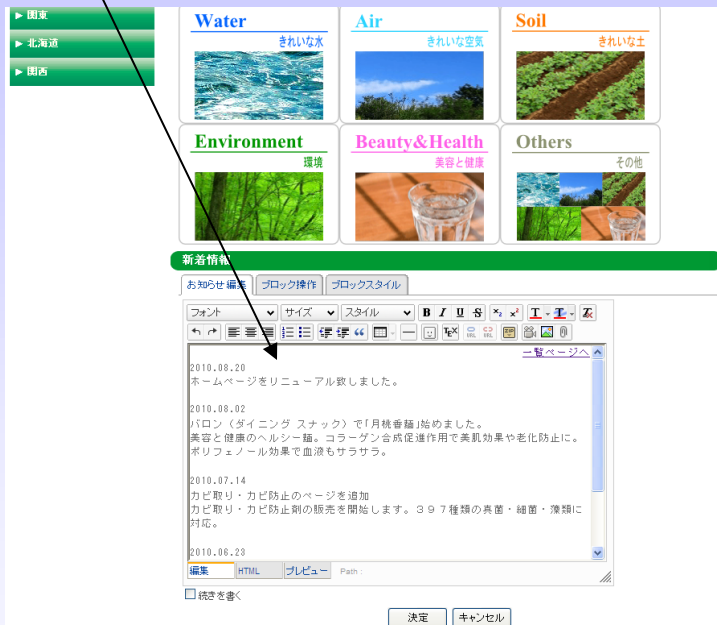 ▶ 関東
▶ 北海道
▶ 関西
Water
きれいな水
Air
きれいな空気
Soil
きれいな土
Environment
環境
Beauty&Health
美容と健康
Others
その他
新着情報
お知らせ編集 ブロック操作 ブロックスタイル
フォント サイズ スタイル B I U S x₂ x² T T
TEX URL URL ZIP
一覧ページへ
2010.08.20
ホームページをリニューアル致しました。
2010.08.02
バロン（ダイニング スナック）で「月桃香麺」始めました。
美容と健康のヘルシー麺。コラーゲン合成促進作用で美肌効果や老化防止に。
ポリフェノール効果で血液もサラサラ。
2010.07.14
カビ取り・カビ防止のページを追加
カビ取り・カビ防止剤の販売を開始します。３９７種類の真菌・細菌・藻類に
対応。
2010.06.23
編集 HTML プレビュー Path :
続きを書く
決定 キャンセル